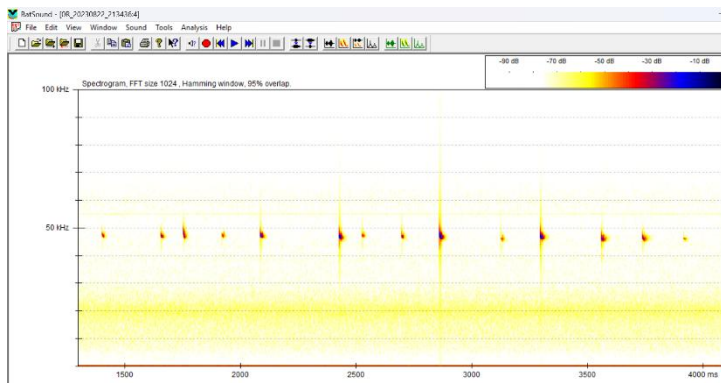 BatSound - [0R_20230822_213436:4]
File Edit View Window Sound Tools Analysis Help
-90 dB -70 dB -50 dB -30 dB -10 dB
Spectrogram, FFT size 1024, Hamming window, 95% overlap.
100 kHz
50 kHz
1500 2000 2500 3000 3500 4000 ms